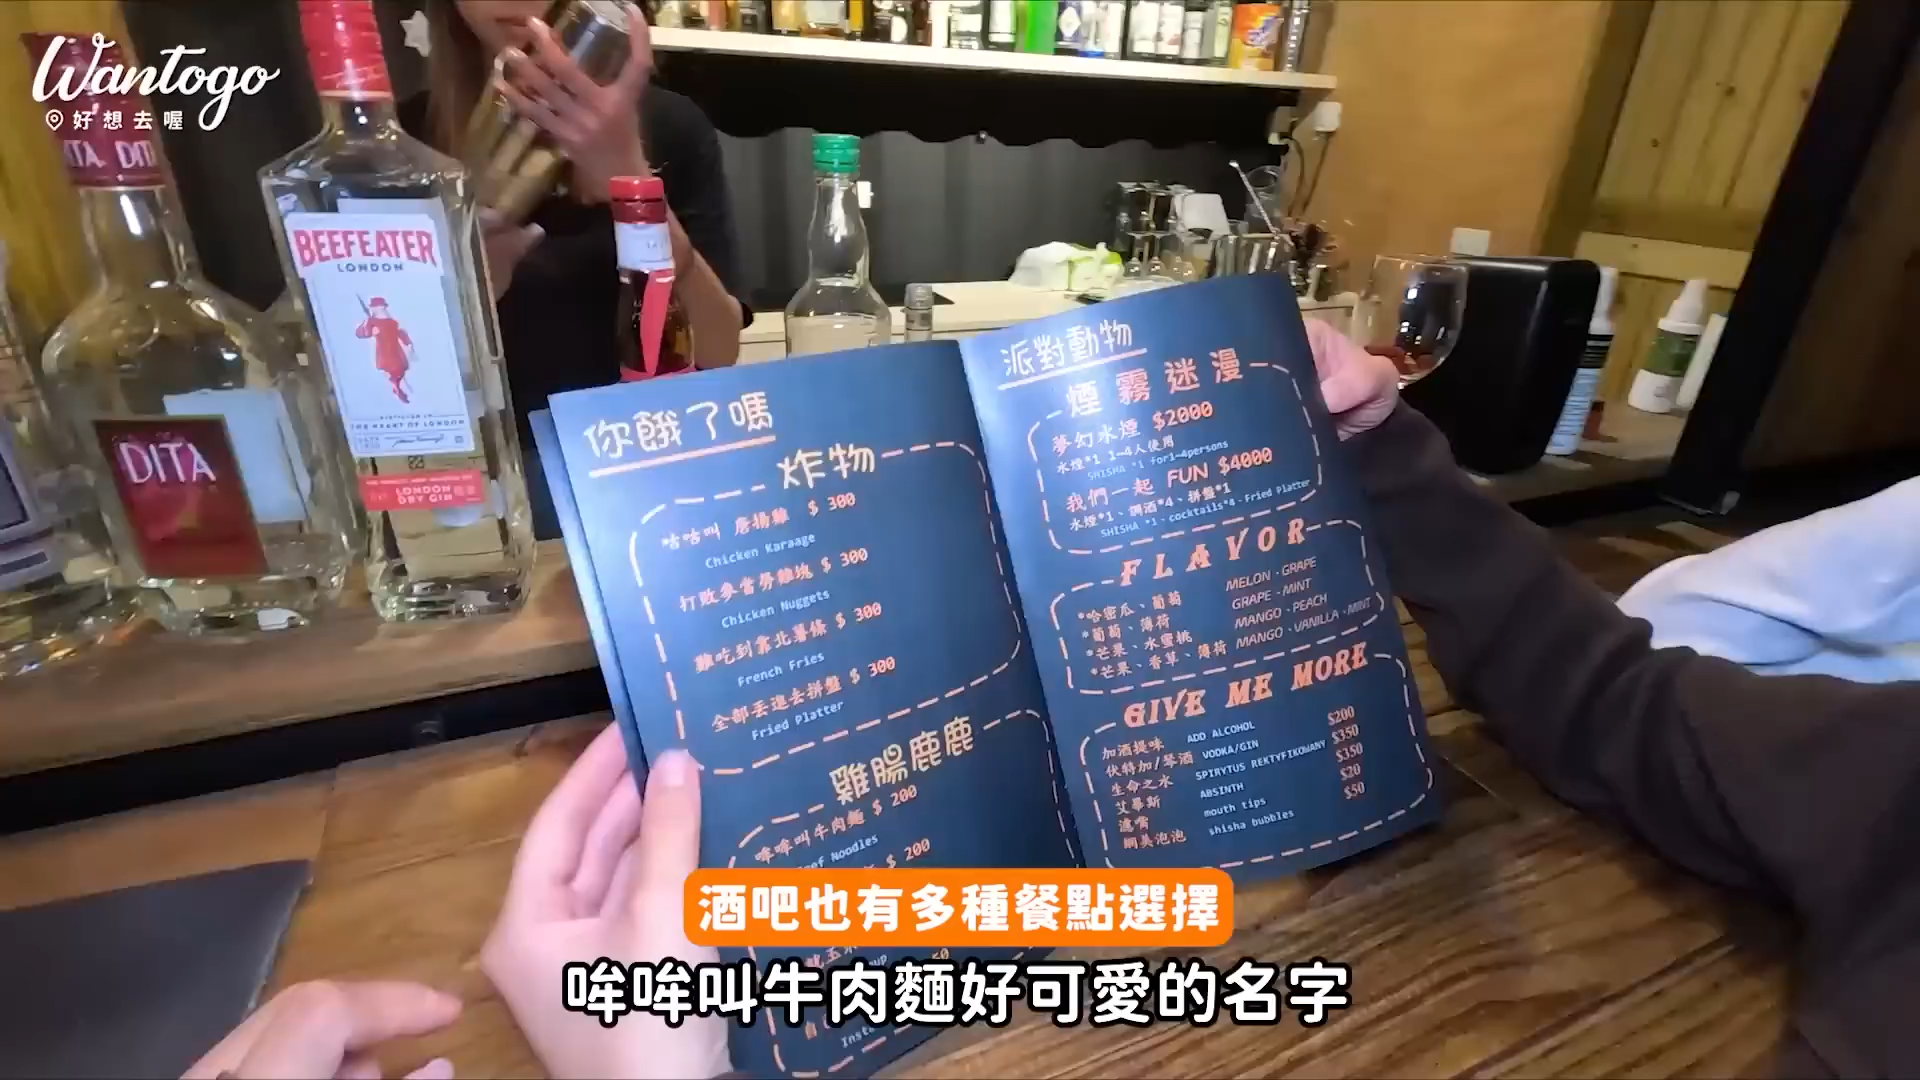 Wantogo
好想去喔
DITA
BEEFEATER
LONDON
THE HEART OF LONDON
LONDON
DRY GIN
DITA
你餓了嗎
炸物
咕咕叫 唐揚雞 $ 300
Chicken Karaage
打敗麥當勞雞塊 $ 300
Chicken Nuggets
雞吃到靠北薯條 $ 300
French Fries
全部丟進去拼盤 $ 300
Fried Platter
雞腸鹿鹿
哞哞叫牛肉麵 $ 200
Beef Noodles
$ 200
派對動物
煙霧迷漫
夢幻水煙 $2000
水煙*1 1~4人使用
SHISHA *1 for1~4persons
我們一起 FUN $4000
水煙*1、調酒*4、拼盤*1
SHISHA *1、cocktails*4、Fried Platter
FLAVOR
*哈密瓜、葡萄 MELON、GRAPE
*葡萄、薄荷 GRAPE、MINT
*芒果、水蜜桃 MANGO、PEACH
*芒果、香草、薄荷 MANGO、VANILLA、MINT
GIVE ME MORE
加酒提味 ADD ALCOHOL
伏特加/琴酒 VODKA/GIN $200
生命之水 SPIRYTUS REKTYFIKOWANY $350
艾碧斯 ABSINTH $350
濾嘴 mouth tips $20
網美泡泡 shisha bubbles $50
酒吧也有多種餐點選擇
哞哞叫牛肉麵好可愛的名字